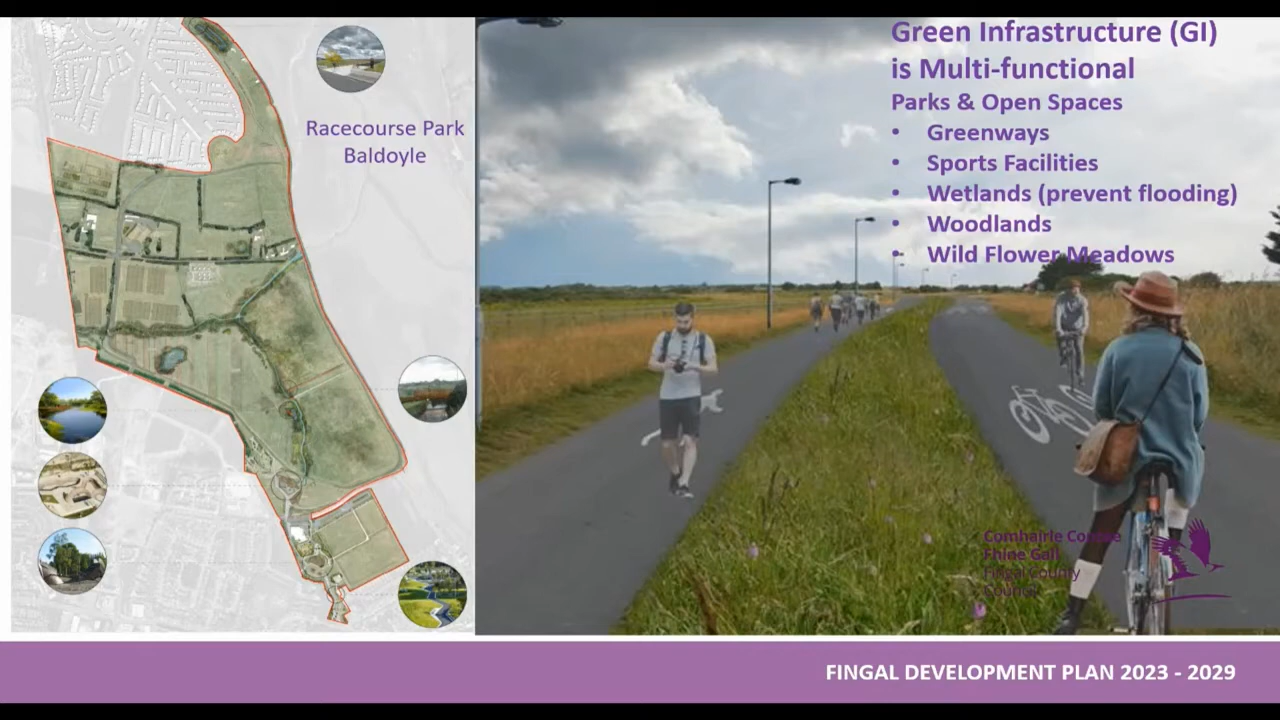 Racecourse Park
Baldoyle
Green Infrastructure (GI)
is Multi-functional
Parks & Open Spaces
• Greenways
• Sports Facilities
• Wetlands (prevent flooding)
• Woodlands
• Wild Flower Meadows
Comhairle Contae
Fhine Gall
Fingal County
Council
FINGAL DEVELOPMENT PLAN 2023 - 2029